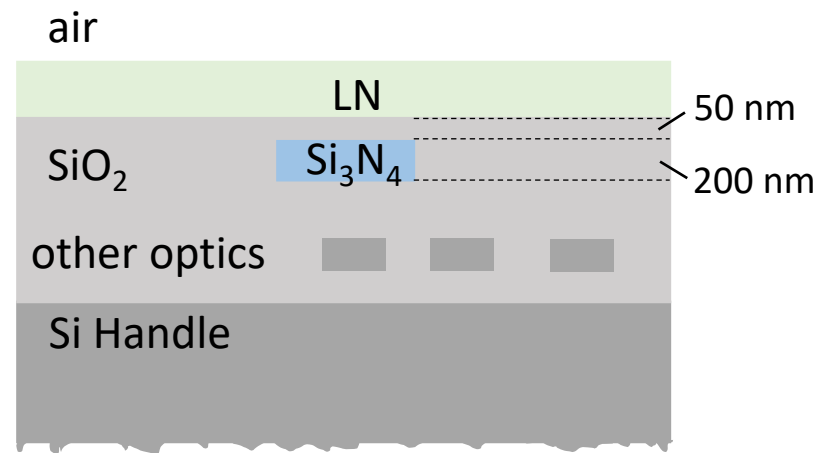 air
LN
50 nm
SiO₂
Si₃N₄
200 nm
other optics
Si Handle